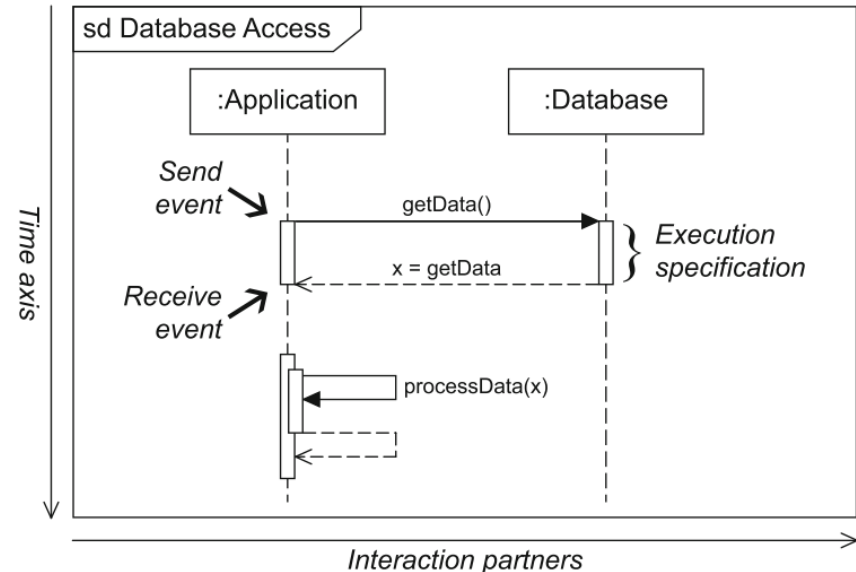 sd Database Access
:Application
:Database
Send
event
getData()
Execution
specification
x = getData
Receive
event
processData(x)
Time axis
Interaction partners